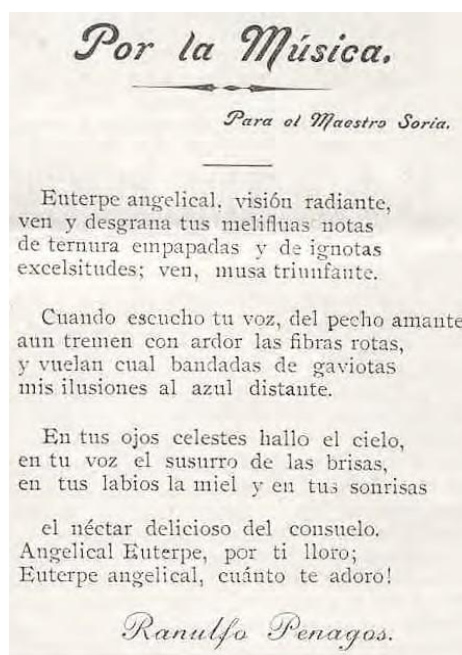 Por la Música.
Para el Maestro Soria.
Euterpe angelical, visión radiante,
ven y desgrana tus melifluas notas
de ternura empapadas y de ignotas
excelsitudes; ven, musa triunfante.
Cuando escucho tu voz, del pecho amante
aun tremen con ardor las fibras rotas,
y vuelan cual bandadas de gaviotas
mis ilusiones al azul distante.
En tus ojos celestes hallo el cielo,
en tu voz el susurro de las brisas,
en tus labios la miel y en tus sonrisas
el néctar delicioso del consuelo.
Angelical Euterpe, por ti lloro;
Euterpe angelical, cuánto te adoro!
Ranulfo Penagos.